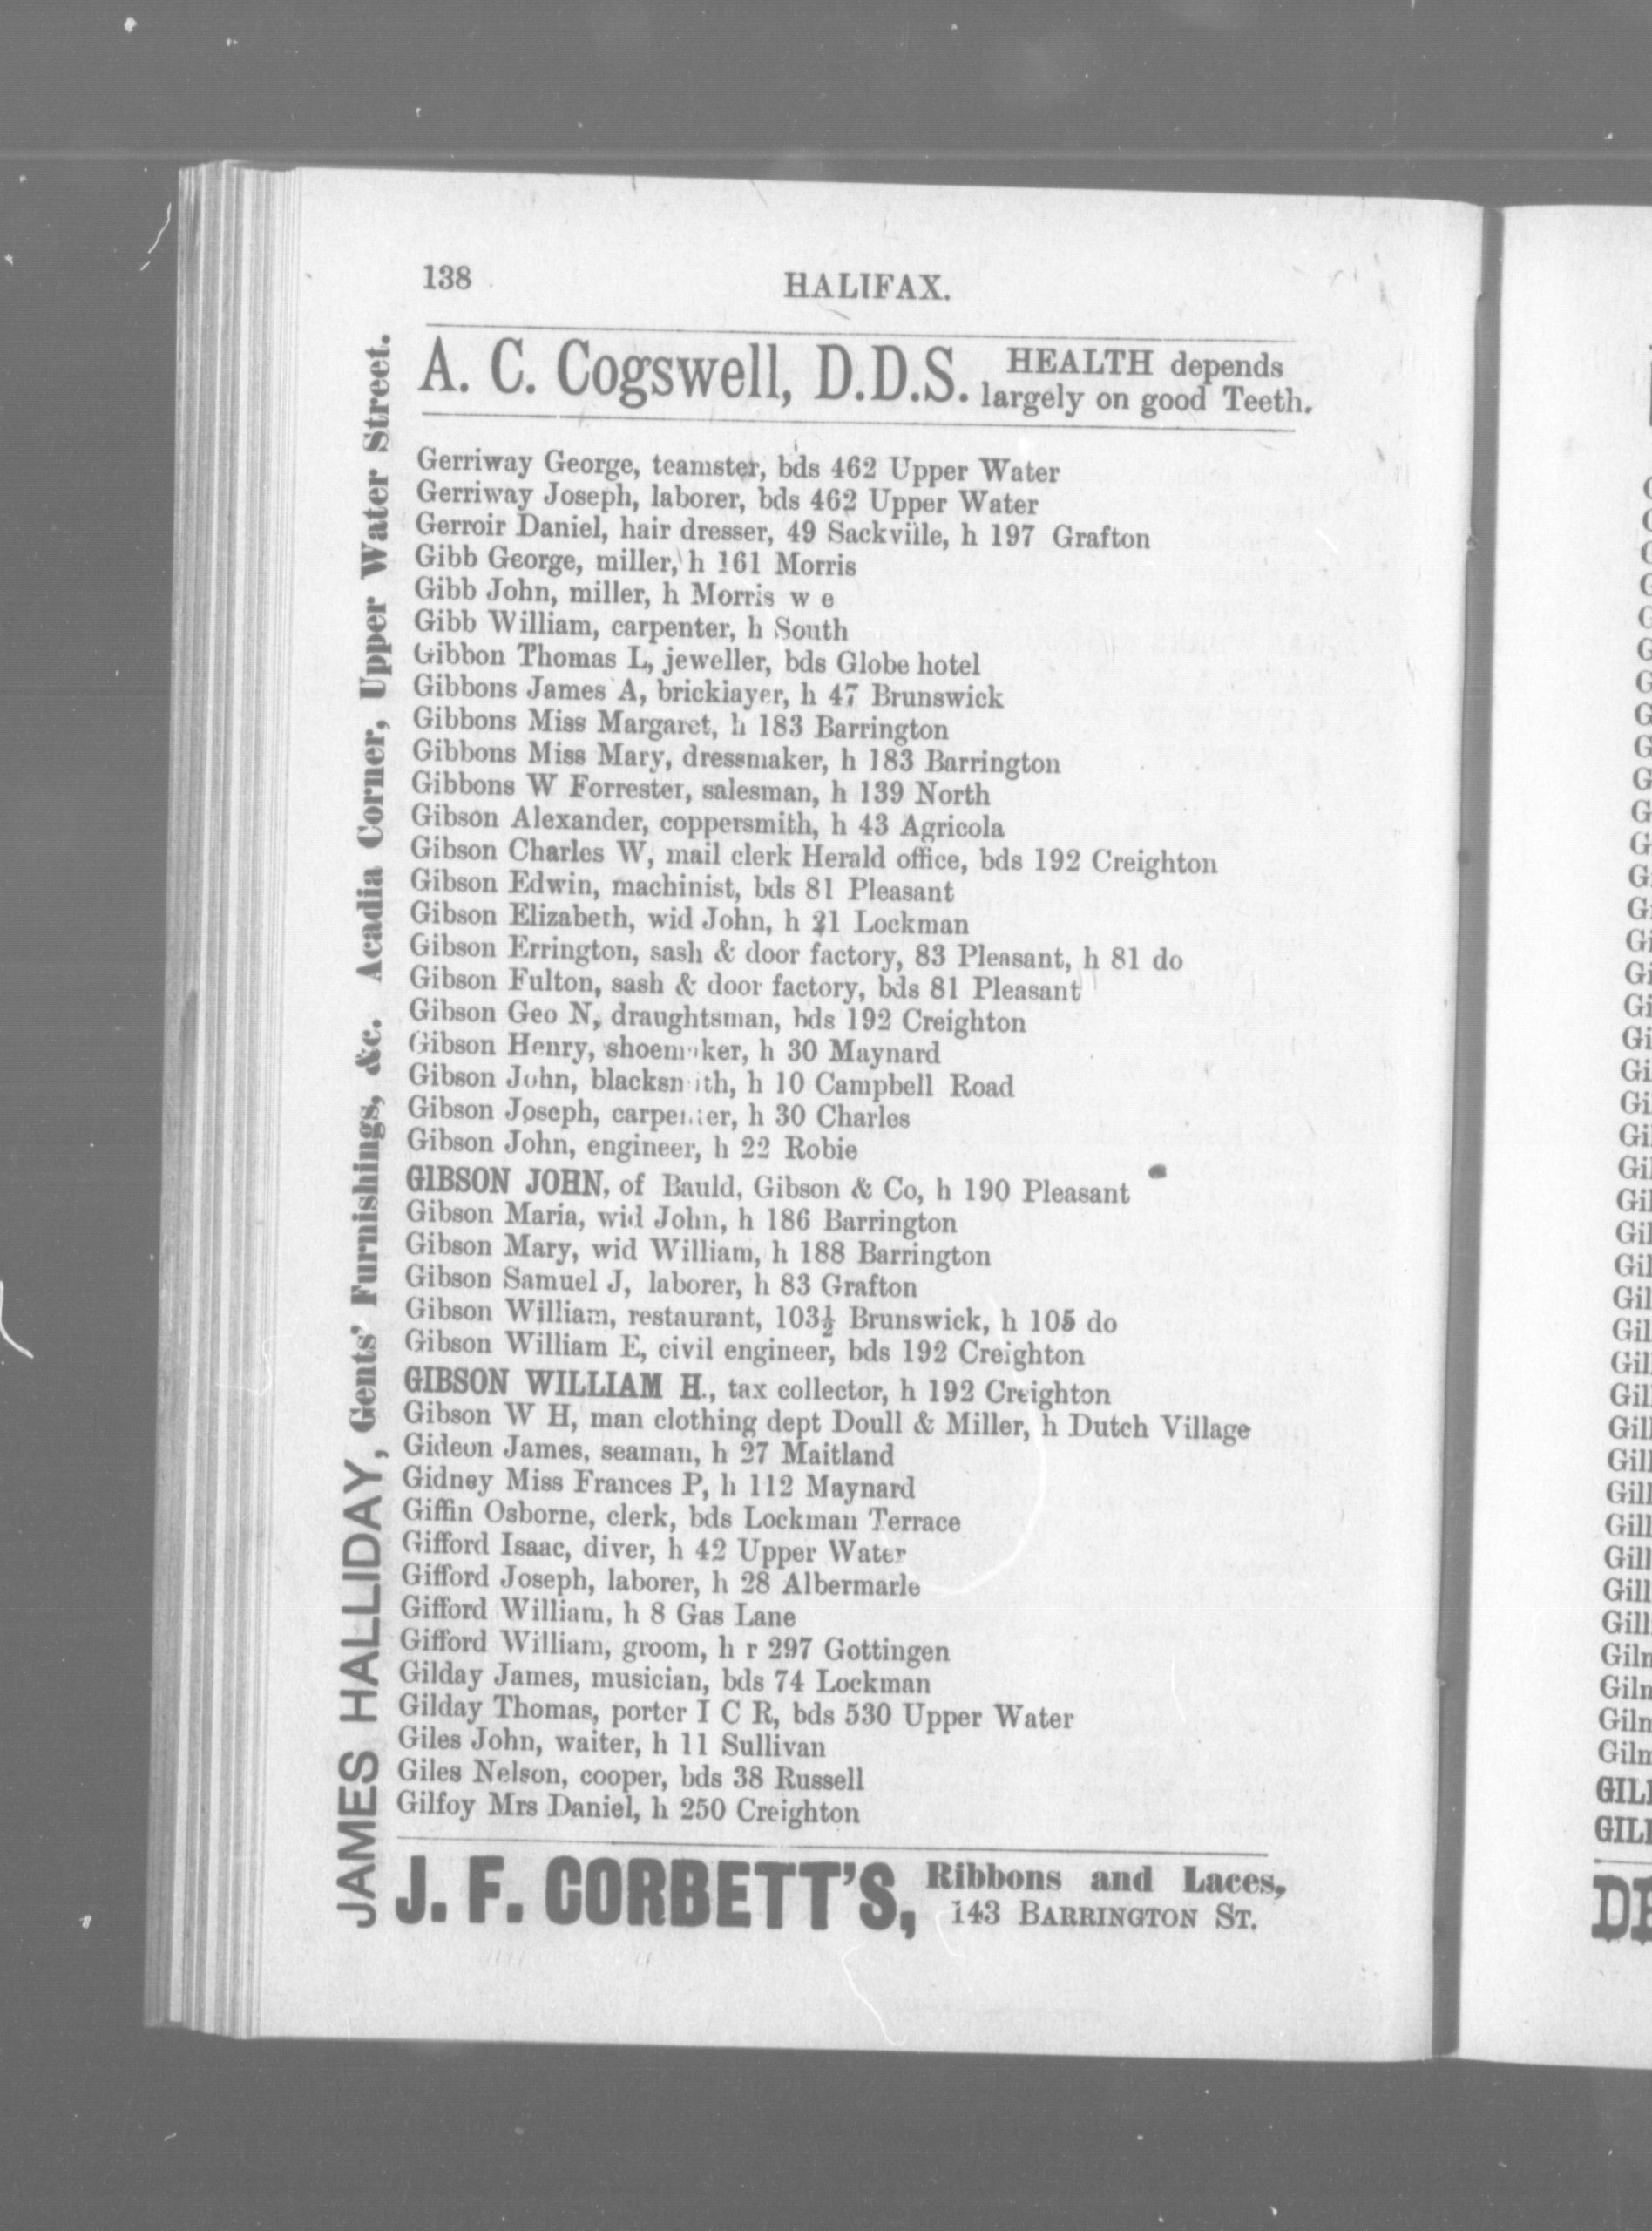 138
HALIFAX.
A. C. Cogswell, D.D.S. HEALTH depends
largely on good Teeth.
Gerriway George, teamster, bds 462 Upper Water
Gerriway Joseph, laborer, bds 462 Upper Water
Gerroir Daniel, hair dresser, 49 Sackville, h 197 Grafton
Gibb George, miller, h 161 Morris
Gibb John, miller, h Morris w e
Gibb William, carpenter, h South
Gibbon Thomas L, jeweller, bds Globe hotel
Gibbons James A, bricklayer, h 47 Brunswick
Gibbons Miss Margaret, h 183 Barrington
Gibbons Miss Mary, dressmaker, h 183 Barrington
Gibbons W Forrester, salesman, h 139 North
Gibson Alexander, coppersmith, h 43 Agricola
Gibson Charles W, mail clerk Herald office, bds 192 Creighton
Gibson Edwin, machinist, bds 81 Pleasant
Gibson Elizabeth, wid John, h 21 Lockman
Gibson Errington, sash & door factory, 83 Pleasant, h 81 do
Gibson Fulton, sash & door factory, bds 81 Pleasant
Gibson Geo N, draughtsman, bds 192 Creighton
Gibson Henry, shoemaker, h 30 Maynard
Gibson John, blacksmith, h 10 Campbell Road
Gibson Joseph, carpenter, h 30 Charles
Gibson John, engineer, h 22 Robie
GIBSON JOHN, of Bauld, Gibson & Co, h 190 Pleasant
Gibson Maria, wid John, h 186 Barrington
Gibson Mary, wid William, h 188 Barrington
Gibson Samuel J, laborer, h 83 Grafton
Gibson William, restaurant, 103½ Brunswick, h 105 do
Gibson William E, civil engineer, bds 192 Creighton
GIBSON WILLIAM H., tax collector, h 192 Creighton
Gibson W H, man clothing dept Doull & Miller, h Dutch Village
Gideon James, seaman, h 27 Maitland
Gidney Miss Frances P, h 112 Maynard
Giffin Osborne, clerk, bds Lockman Terrace
Gifford Isaac, diver, h 42 Upper Water
Gifford Joseph, laborer, h 28 Albermarle
Gifford William, h 8 Gas Lane
Gifford William, groom, h r 297 Gottingen
Gilday James, musician, bds 74 Lockman
Gilday Thomas, porter I C R, bds 530 Upper Water
Giles John, waiter, h 11 Sullivan
Giles Nelson, cooper, bds 38 Russell
Gilfoy Mrs Daniel, h 250 Creighton
J. F. CORBETT'S, Ribbons and Laces,
143 BARRINGTON ST.
JAMES HALLIDAY, Gents' Furnishings, &c. Acadia Corner, Upper Water Street.